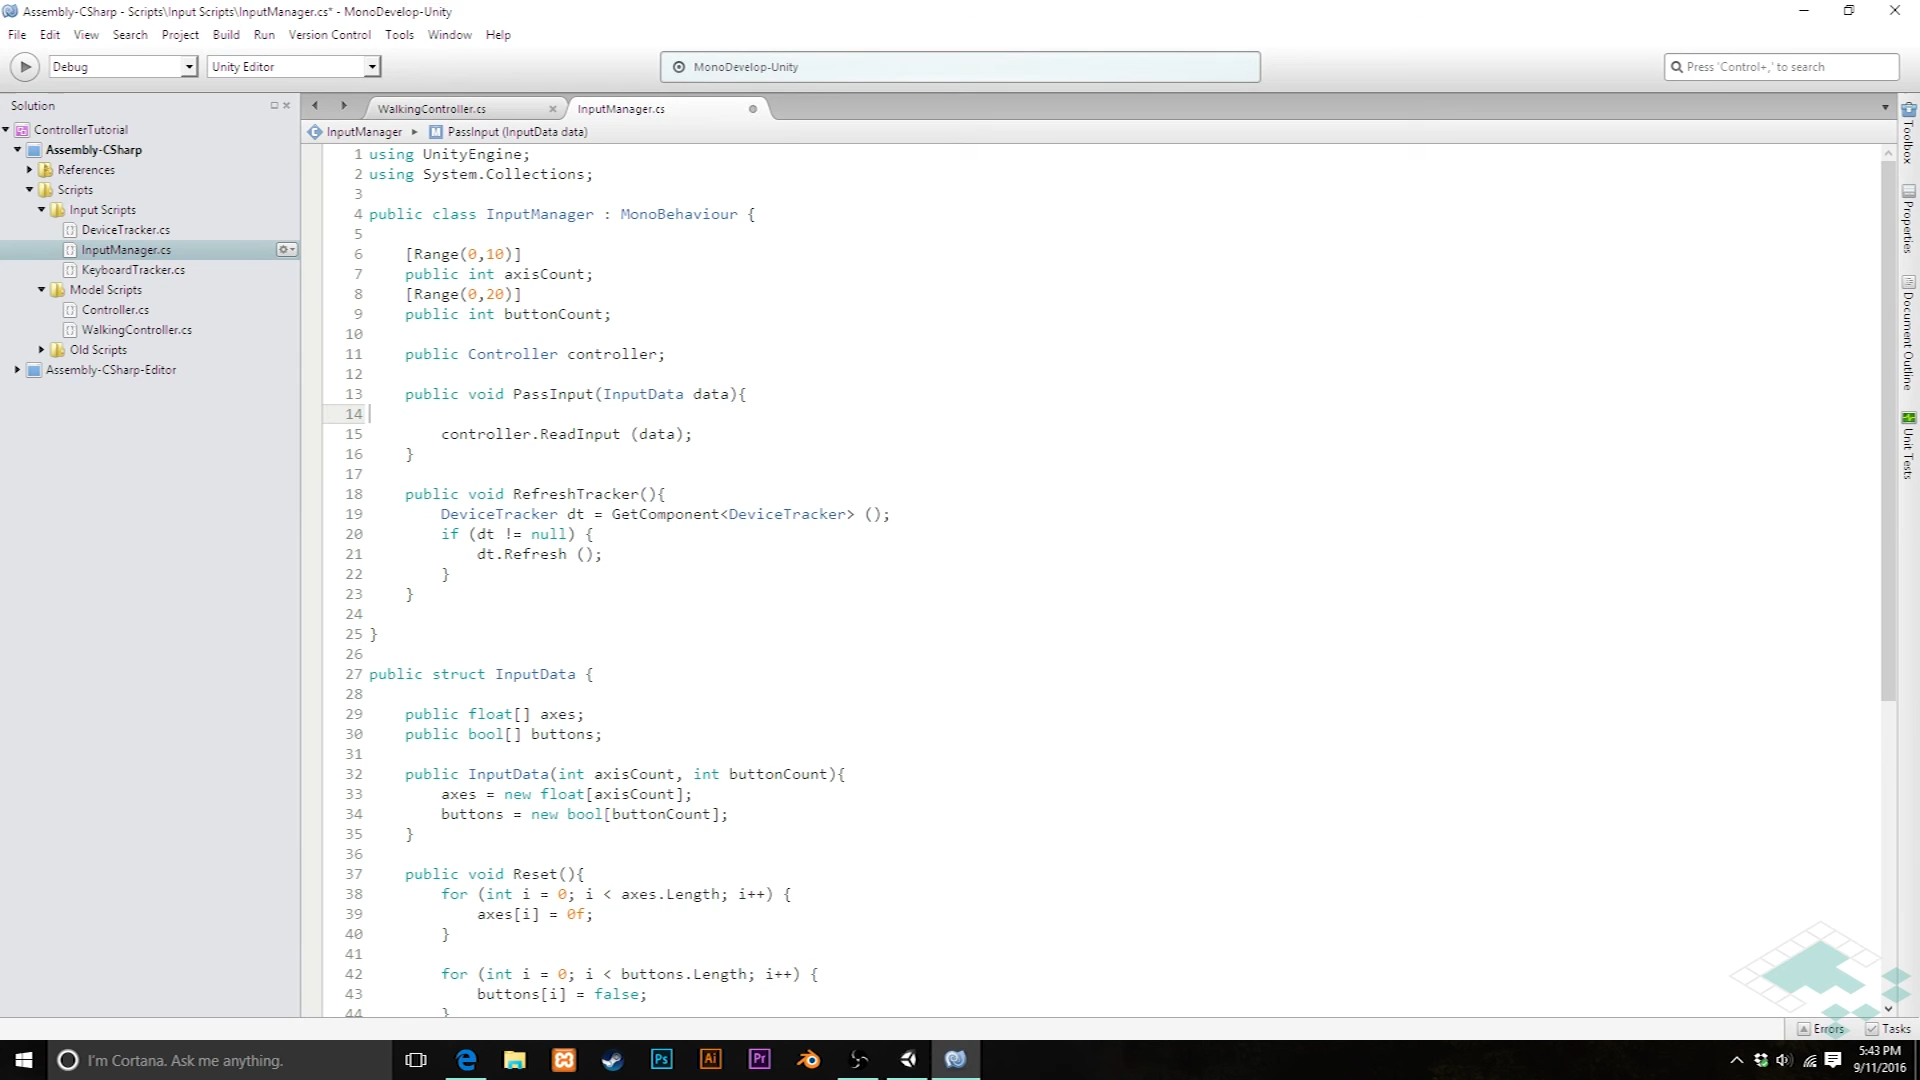 Assembly-CSharp - Scripts\Input Scripts\InputManager.cs* - MonoDevelop-Unity
File Edit View Search Project Build Run Version Control Tools Window Help
Debug Unity Editor MonoDevelop-Unity Press 'Control+,' to search
Solution
ControllerTutorial
Assembly-CSharp
References
Scripts
Input Scripts
DeviceTracker.cs
InputManager.cs
KeyboardTracker.cs
Model Scripts
Controller.cs
WalkingController.cs
Old Scripts
Assembly-CSharp-Editor
WalkingController.cs InputManager.cs
InputManager PassInput (InputData data)
1 using UnityEngine;
2 using System.Collections;
3
4 public class InputManager : MonoBehaviour {
5
6 [Range(0,10)]
7 public int axisCount;
8 [Range(0,20)]
9 public int buttonCount;
10
11 public Controller controller;
12
13 public void PassInput(InputData data){
14
15 controller.ReadInput (data);
16 }
17
18 public void RefreshTracker(){
19 DeviceTracker dt = GetComponent<DeviceTracker> ();
20 if (dt != null) {
21 dt.Refresh ();
22 }
23 }
24
25 }
26
27 public struct InputData {
28
29 public float[] axes;
30 public bool[] buttons;
31
32 public InputData(int axisCount, int buttonCount){
33 axes = new float[axisCount];
34 buttons = new bool[buttonCount];
35 }
36
37 public void Reset(){
38 for (int i = 0; i < axes.Length; i++) {
39 axes[i] = 0f;
40 }
41
42 for (int i = 0; i < buttons.Length; i++) {
43 buttons[i] = false;
44 }
Toolbox
Properties
Document Outline
Unit Tests
Errors Tasks
I'm Cortana. Ask me anything.
Ps Ai Pr
5:43 PM
9/11/2016